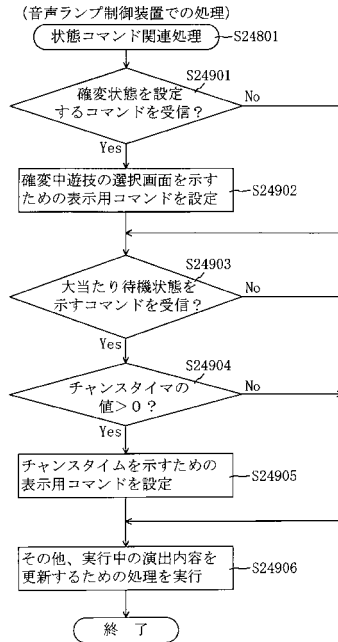 (音声ランプ制御装置での処理)
状態コマンド関連処理
S24801
S24901
確変状態を設定
するコマンドを受信?
No
Yes
確変中遊技の選択画面を示す
ための表示用コマンドを設定
S24902
S24903
大当たり待機状態を
示すコマンドを受信?
No
Yes
S24904
チャンスタイマの
値>0?
No
Yes
チャンスタイムを示すための
表示用コマンドを設定
S24905
その他、実行中の演出内容を
更新するための処理を実行
S24906
終 了